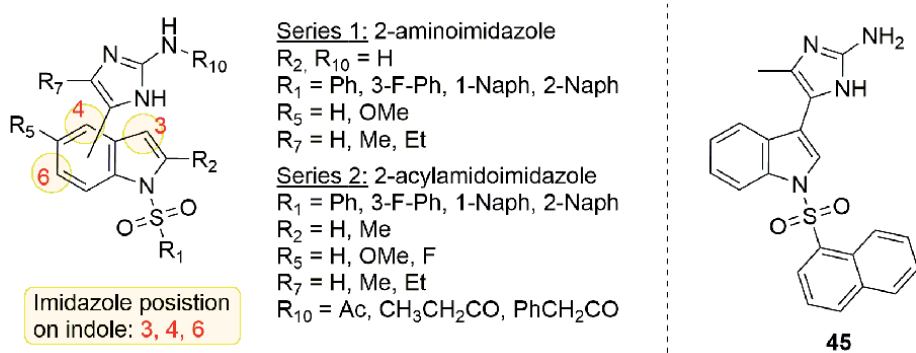 N
H
N
R10
R7
NH
4
R5
3
6
R2
N
O
S
O
R1
Imidazole posistion
on indole: 3, 4, 6
Series 1: 2-aminoimidazole
R2, R10 = H
R1 = Ph, 3-F-Ph, 1-Naph, 2-Naph
R5 = H, OMe
R7 = H, Me, Et
Series 2: 2-acylamidoimidazole
R1 = Ph, 3-F-Ph, 1-Naph, 2-Naph
R2 = H, Me
R5 = H, OMe, F
R7 = H, Me, Et
R10 = Ac, CH3CH2CO, PhCH2CO
N
NH2
NH
N
O
S
O
45